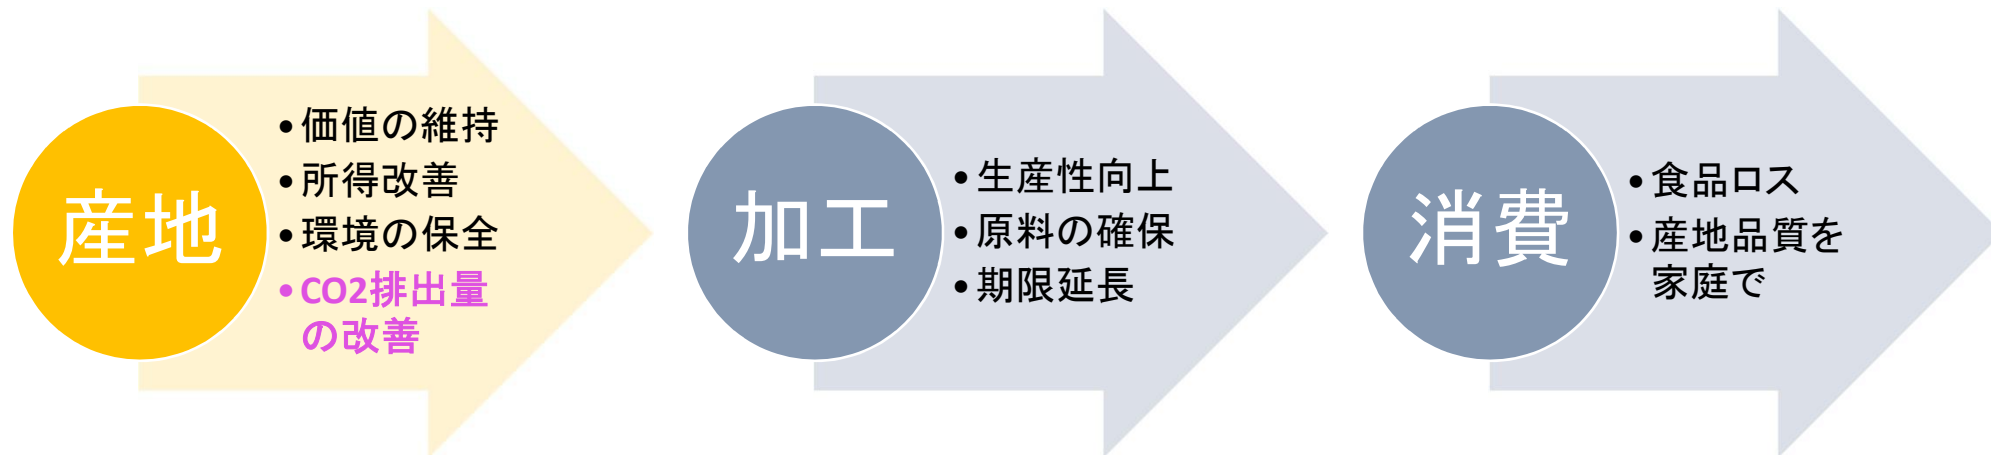 産地
•価値の維持
•所得改善
•環境の保全
•CO2排出量
の改善
加工
•生産性向上
•原料の確保
•期限延長
消費
•食品ロス
•産地品質を
家庭で